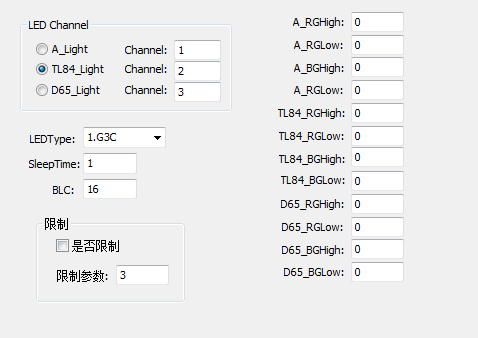 LED Channel
A_Light Channel: 1
TL84_Light Channel: 2
D65_Light Channel: 3
LEDType: 1.G3C
SleepTime: 1
BLC: 16
限制
是否限制
限制参数: 3
A_RGHigh: 0
A_RGLow: 0
A_BGHigh: 0
A_RGLow: 0
TL84_RGHigh: 0
TL84_RGLow: 0
TL84_BGHigh: 0
TL84_BGLow: 0
D65_RGHigh: 0
D65_RGLow: 0
D65_BGHigh: 0
D65_BGLow: 0